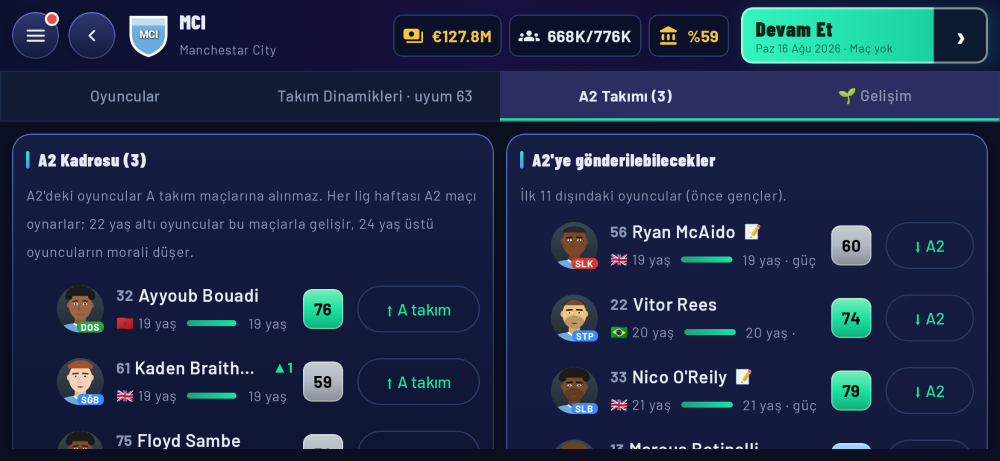 MCI
MCI
Manchestar City
€127.8M
668K/776K
%59
Devam Et
Paz 16 Ağu 2026 · Maç yok
Oyuncular
Takım Dinamikleri · uyum 63
A2 Takımı (3)
Gelişim
A2 Kadrosu (3)
A2'deki oyuncular A takım maçlarına alınmaz. Her lig haftası A2 maçı
oynarlar; 22 yaş altı oyuncular bu maçlarla gelişir, 24 yaş üstü
oyuncuların morali düşer.
32 Ayyoub Bouadi
DOS
19 yaş
19 yaş
76
↑ A takım
61 Kaden Braith... ▲1
SĞB
19 yaş
19 yaş
59
↑ A takım
75 Floyd Sambe
A2'ye gönderilebilecekler
İlk 11 dışındaki oyuncular (önce gençler).
56 Ryan McAido
SLK
19 yaş
19 yaş · güç
60
↓ A2
22 Vitor Rees
STP
20 yaş
20 yaş ·
74
↓ A2
33 Nico O'Reily
SLB
21 yaş
21 yaş · güç
79
↓ A2